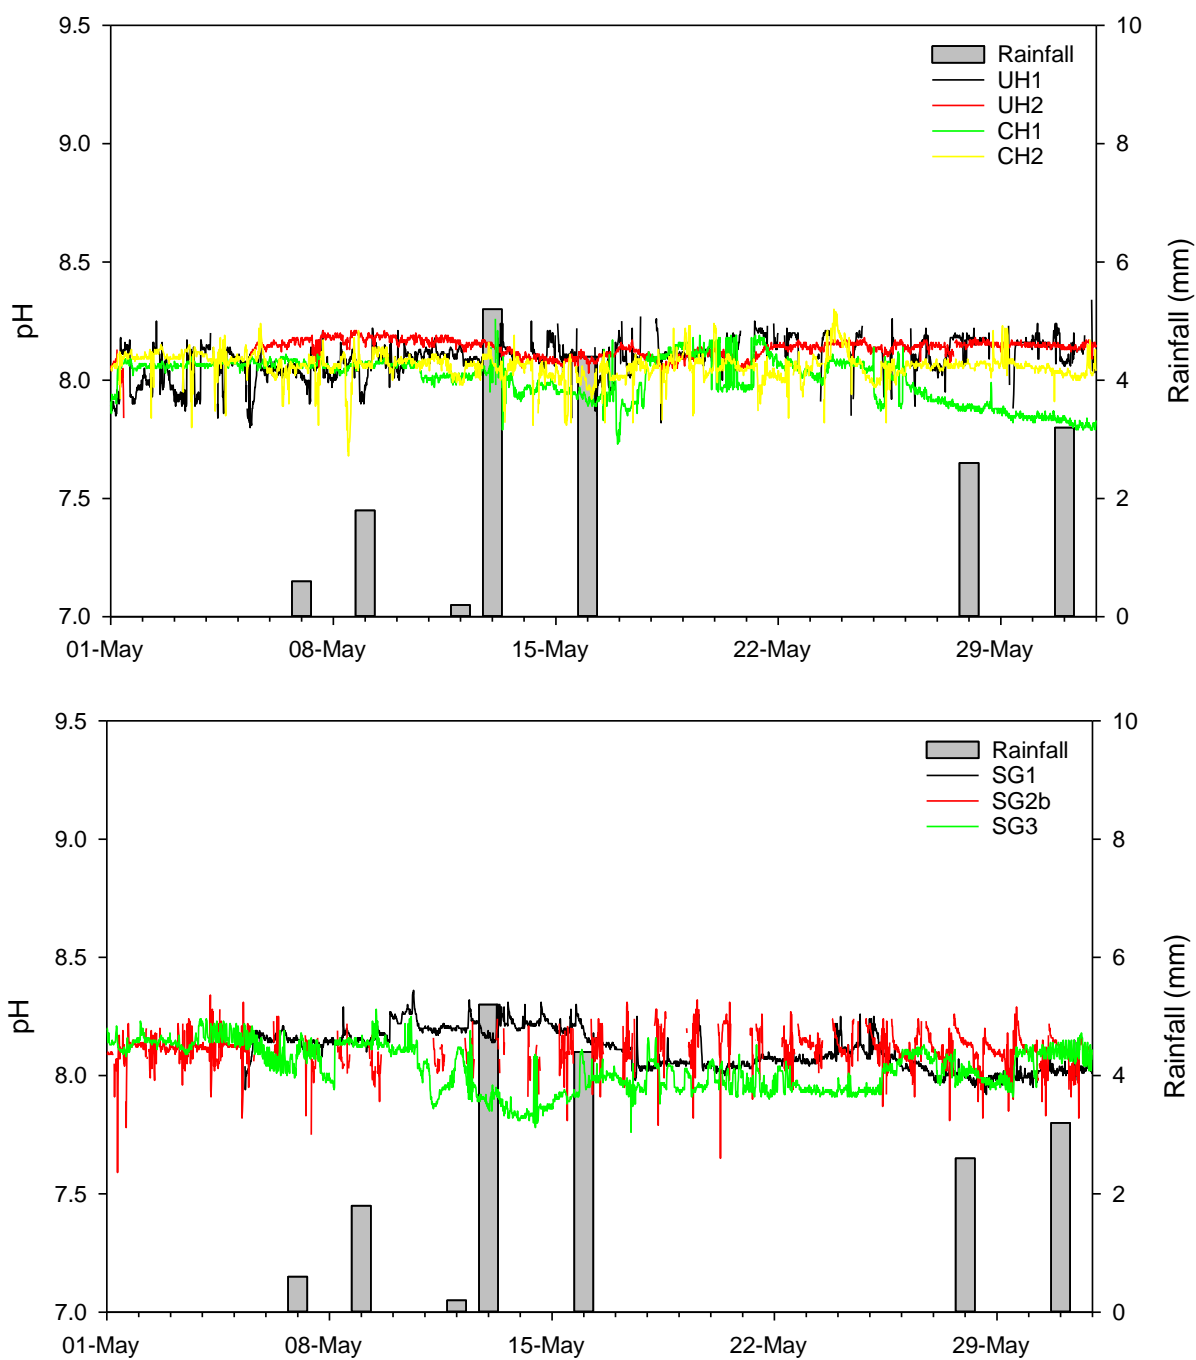 9.5
9.0
8.5
8.0
7.5
7.0
pH
10
8
6
4
2
0
Rainfall (mm)
Rainfall
UH1
UH2
CH1
CH2
01-May
08-May
15-May
22-May
29-May
9.5
9.0
8.5
8.0
7.5
7.0
pH
10
8
6
4
2
0
Rainfall (mm)
Rainfall
SG1
SG2b
SG3
01-May
08-May
15-May
22-May
29-May